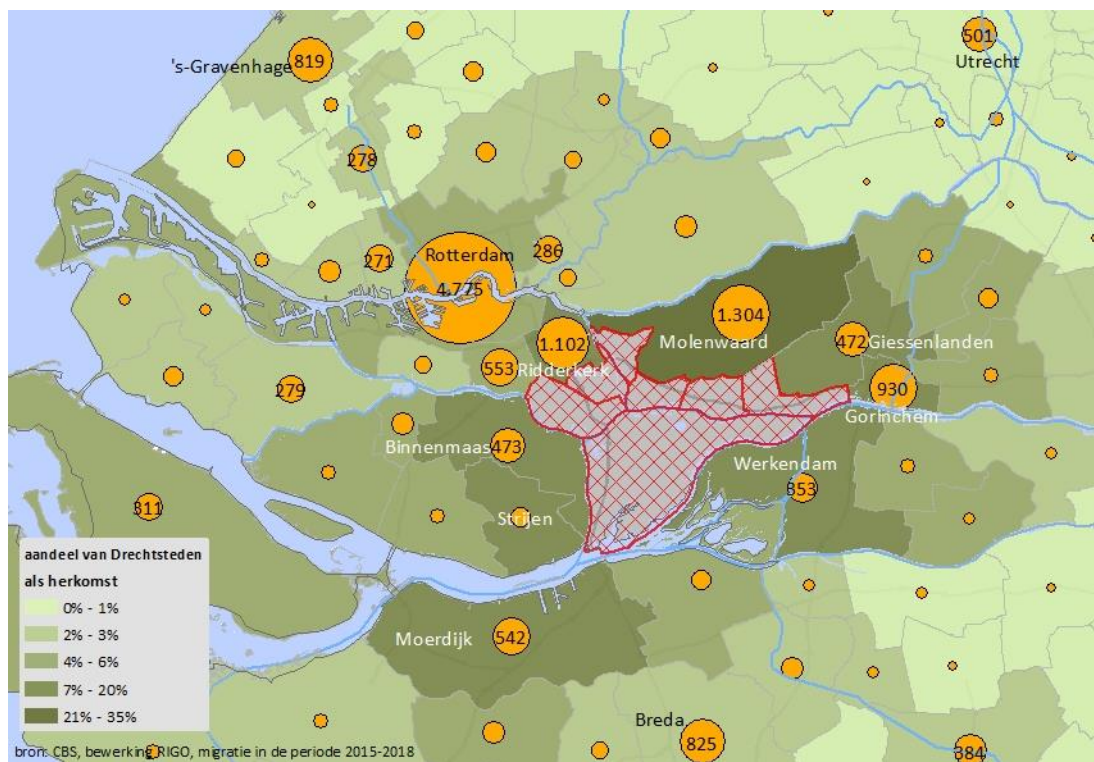 819
's-Gravenhage
501
Utrecht
278
Rotterdam
4.775
271
286
1.304
Molenwaard
472
Giessenlanden
1.102
Ridderkerk
553
930
Gorinchem
279
Binnenmaas
473
Werkendam
353
Strijen
311
Moerdijk
542
Breda
825
384
aandeel van Drechtsteden
als herkomst
0% - 1%
2% - 3%
4% - 6%
7% - 20%
21% - 35%
bron: CBS, bewerking RIGO, migratie in de periode 2015-2018